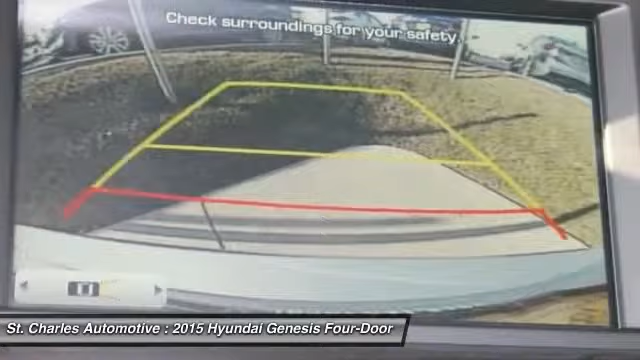 Check surroundings for your safety.
St. Charles Automotive : 2015 Hyundai Genesis Four-Door